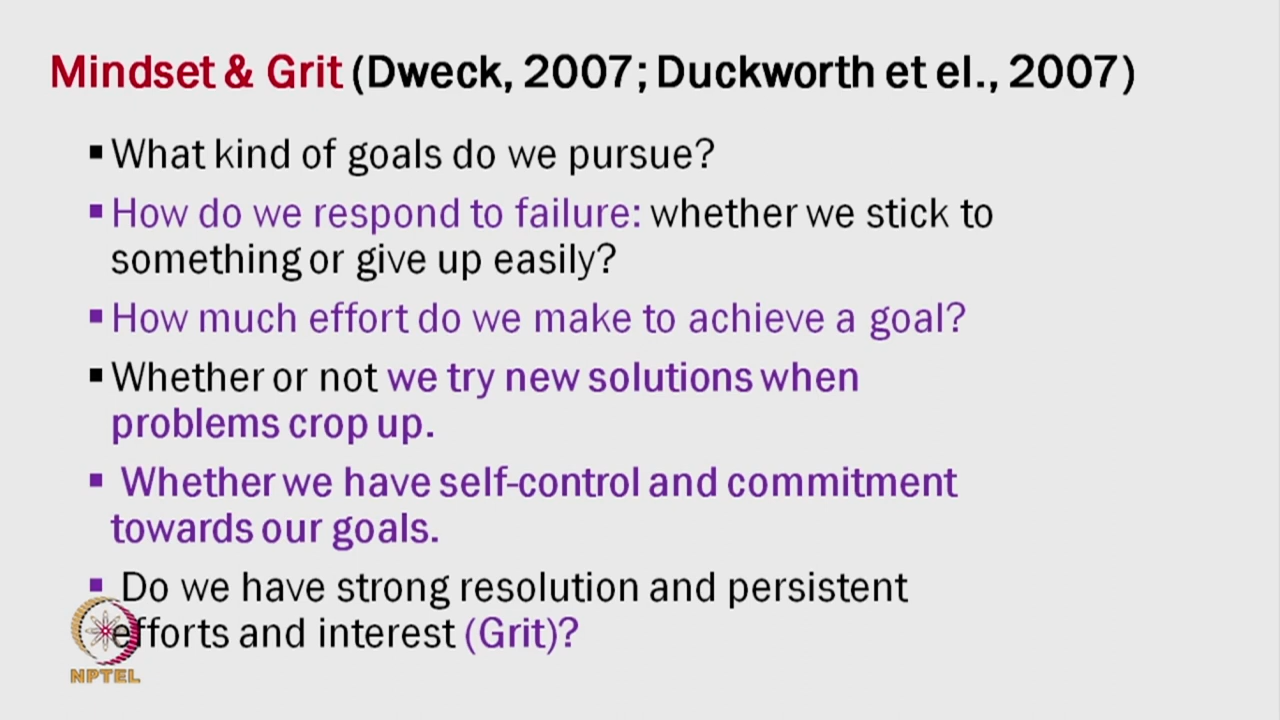 Mindset & Grit (Dweck, 2007; Duckworth et el., 2007)
▪ What kind of goals do we pursue?
▪ How do we respond to failure: whether we stick to
something or give up easily?
▪ How much effort do we make to achieve a goal?
▪ Whether or not we try new solutions when
problems crop up.
▪ Whether we have self-control and commitment
towards our goals.
▪ Do we have strong resolution and persistent
efforts and interest (Grit)?
NPTEL